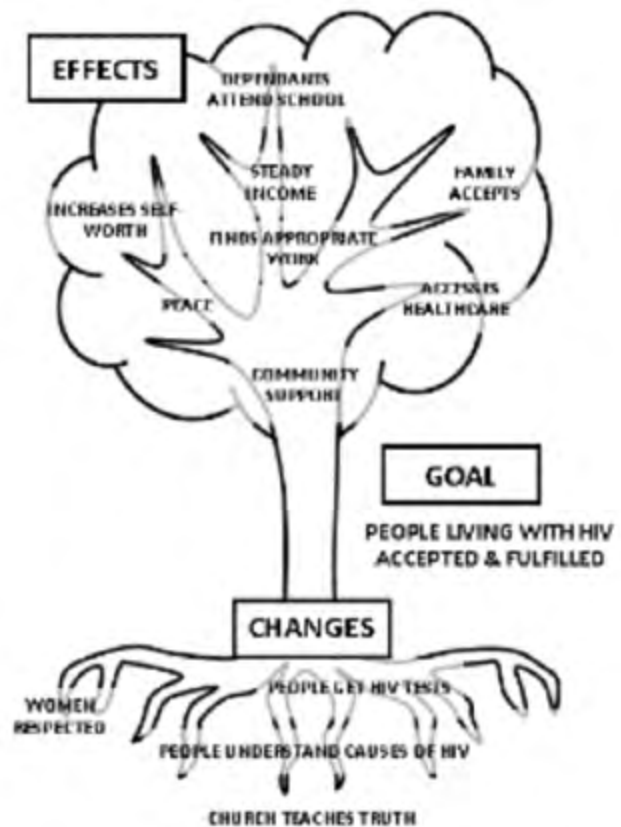 EFFECTS
DEPENDANTS
ATTEND SCHOOL
STEADY
INCOME
FAMILY
ACCEPTS
INCREASES SELF-
WORTH
FINDS APPROPRIATE
WORK
PEACE
ACCESSES
HEALTHCARE
COMMUNITY
SUPPORT
GOAL
PEOPLE LIVING WITH HIV
ACCEPTED & FULFILLED
CHANGES
PEOPLE GET HIV TESTS
WOMEN
RESPECTED
PEOPLE UNDERSTAND CAUSES OF HIV
CHURCH TEACHES TRUTH